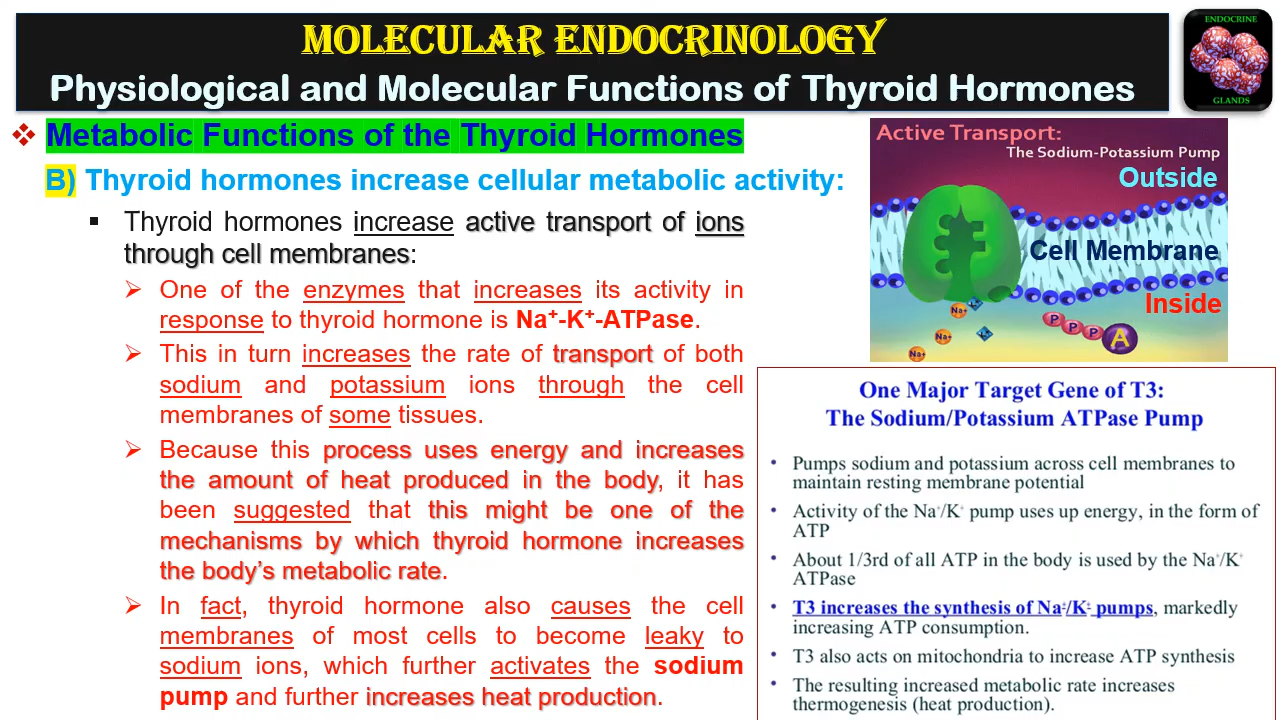 MOLECULAR ENDOCRINOLOGY
Physiological and Molecular Functions of Thyroid Hormones
ENDOCRINE
GLANDS
❖ Metabolic Functions of the Thyroid Hormones
B) Thyroid hormones increase cellular metabolic activity:
▪ Thyroid hormones increase active transport of ions
through cell membranes:
➢ One of the enzymes that increases its activity in
response to thyroid hormone is Na⁺-K⁺-ATPase.
➢ This in turn increases the rate of transport of both
sodium and potassium ions through the cell
membranes of some tissues.
➢ Because this process uses energy and increases
the amount of heat produced in the body, it has
been suggested that this might be one of the
mechanisms by which thyroid hormone increases
the body's metabolic rate.
➢ In fact, thyroid hormone also causes the cell
membranes of most cells to become leaky to
sodium ions, which further activates the sodium
pump and further increases heat production.
Active Transport:
The Sodium-Potassium Pump
Outside
Cell Membrane
Inside
Na+
K+
Na+
K+
Na+
P P P A
One Major Target Gene of T3:
The Sodium/Potassium ATPase Pump
• Pumps sodium and potassium across cell membranes to
maintain resting membrane potential
• Activity of the Na⁺/K⁺ pump uses up energy, in the form of
ATP
• About 1/3rd of all ATP in the body is used by the Na⁺/K⁺
ATPase
• T3 increases the synthesis of Na⁺/K⁺ pumps, markedly
increasing ATP consumption.
• T3 also acts on mitochondria to increase ATP synthesis
• The resulting increased metabolic rate increases
thermogenesis (heat production).